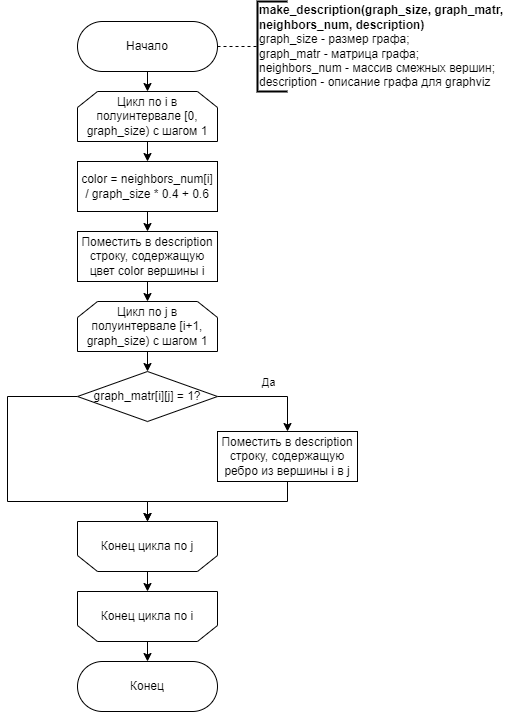 Начало
make_description(graph_size, graph_matr,
neighbors_num, description)
graph_size - размер графа;
graph_matr - матрица графа;
neighbors_num - массив смежных вершин;
description - описание графа для graphviz
Цикл по i в
полуинтервале [0,
graph_size) с шагом 1
color = neighbors_num[i]
/ graph_size * 0.4 + 0.6
Поместить в description
строку, содержащую
цвет color вершины i
Цикл по j в
полуинтервале [i+1,
graph_size) с шагом 1
graph_matr[i][j] = 1?
Да
Поместить в description
строку, содержащую
ребро из вершины i в j
Конец цикла по j
Конец цикла по i
Конец